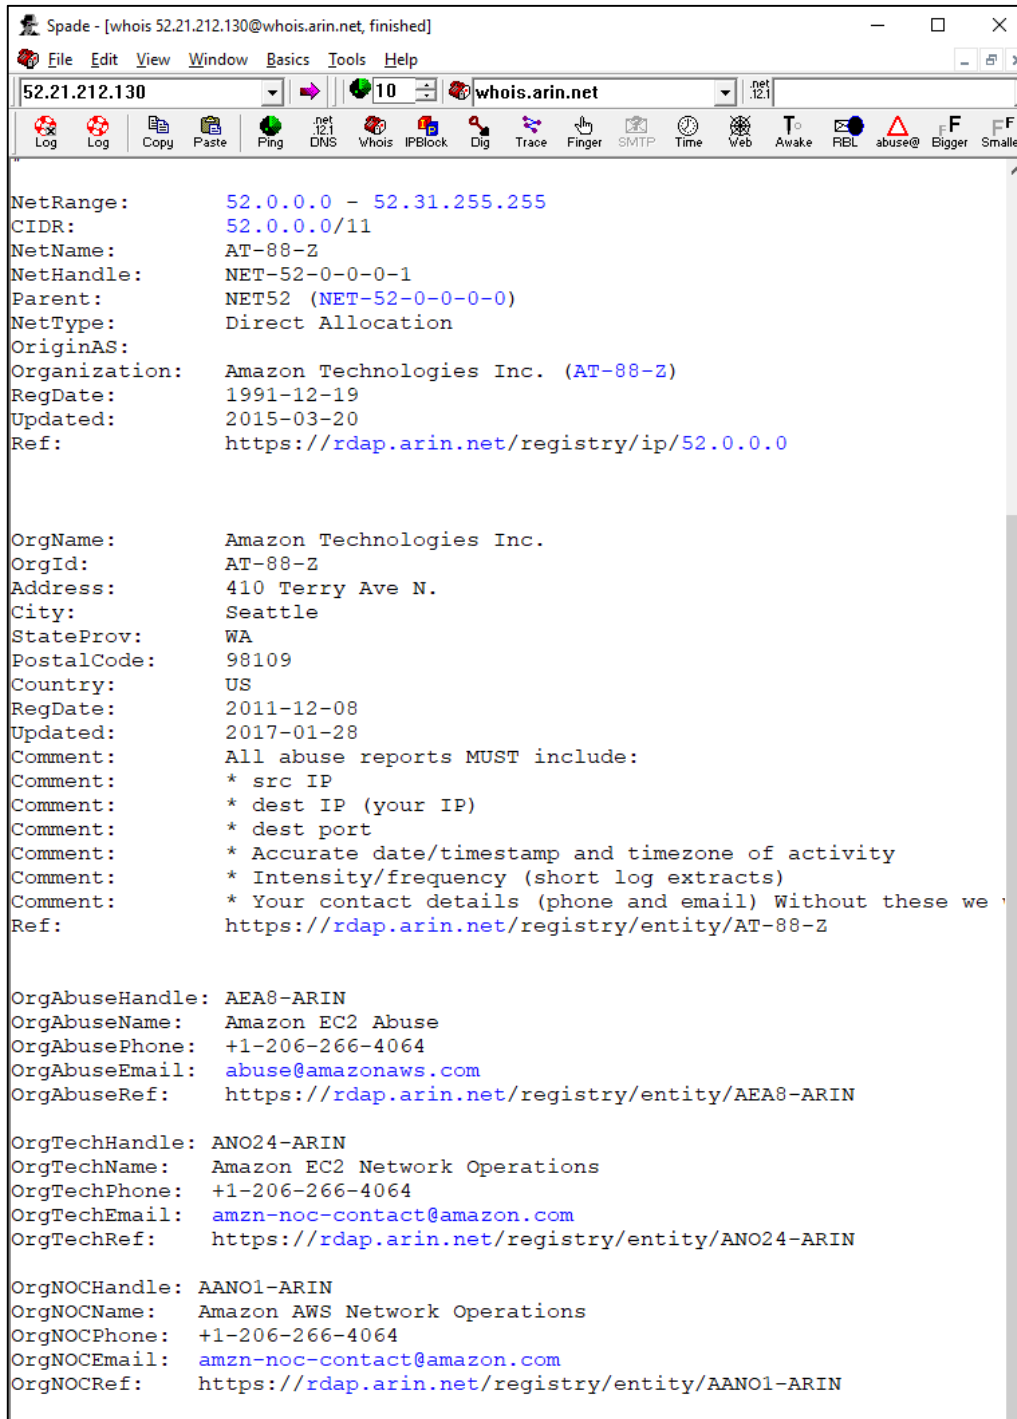 Spade - [whois 52.21.212.130@whois.arin.net, finished]
File Edit View Window Basics Tools Help
52.21.212.130 10 whois.arin.net .net 12.1
Log Log Copy Paste Ping .net 12.1 DNS Whois IP IPBlock Dig Trace Finger SMTP Time Web Awake RBL abuse@ FF Bigger FF Smalle
"
NetRange: 52.0.0.0 - 52.31.255.255
CIDR: 52.0.0.0/11
NetName: AT-88-Z
NetHandle: NET-52-0-0-0-1
Parent: NET52 (NET-52-0-0-0-0)
NetType: Direct Allocation
OriginAS:
Organization: Amazon Technologies Inc. (AT-88-Z)
RegDate: 1991-12-19
Updated: 2015-03-20
Ref: https://rdap.arin.net/registry/ip/52.0.0.0
OrgName: Amazon Technologies Inc.
OrgId: AT-88-Z
Address: 410 Terry Ave N.
City: Seattle
StateProv: WA
PostalCode: 98109
Country: US
RegDate: 2011-12-08
Updated: 2017-01-28
Comment: All abuse reports MUST include:
Comment: * src IP
Comment: * dest IP (your IP)
Comment: * dest port
Comment: * Accurate date/timestamp and timezone of activity
Comment: * Intensity/frequency (short log extracts)
Comment: * Your contact details (phone and email) Without these we
Ref: https://rdap.arin.net/registry/entity/AT-88-Z
OrgAbuseHandle: AEA8-ARIN
OrgAbuseName: Amazon EC2 Abuse
OrgAbusePhone: +1-206-266-4064
OrgAbuseEmail: abuse@amazonaws.com
OrgAbuseRef: https://rdap.arin.net/registry/entity/AEA8-ARIN
OrgTechHandle: ANO24-ARIN
OrgTechName: Amazon EC2 Network Operations
OrgTechPhone: +1-206-266-4064
OrgTechEmail: amzn-noc-contact@amazon.com
OrgTechRef: https://rdap.arin.net/registry/entity/ANO24-ARIN
OrgNOCHandle: AANO1-ARIN
OrgNOCName: Amazon AWS Network Operations
OrgNOCPhone: +1-206-266-4064
OrgNOCEmail: amzn-noc-contact@amazon.com
OrgNOCRef: https://rdap.arin.net/registry/entity/AANO1-ARIN